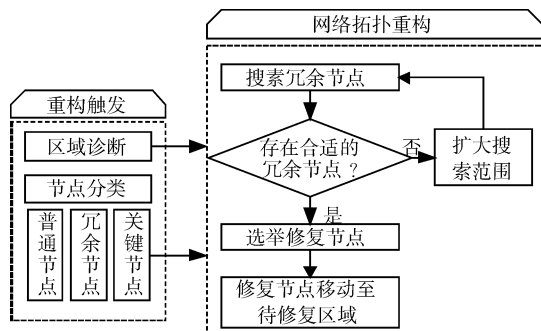 网络拓扑重构
搜素冗余节点
重构触发
区域诊断
存在合适的
冗余节点？
否
扩大搜
索范围
节点分类
普通节点
冗余节点
关键节点
是
选举修复节点
修复节点移动至
待修复区域